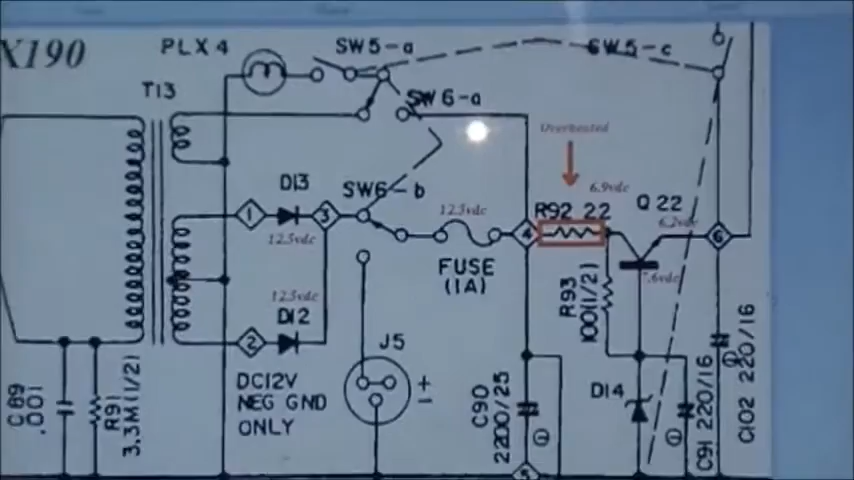 X190
PLX4
SW5-a
SW5-c
T13
SW6-a
Overheated
D13
SW6-b
6.9vdc
12.5vdc
R92 22
Q 22
6.2vdc
1
3
4
6
12.5vdc
FUSE
(1A)
R93
100(1/2)
7.6vdc
12.5vdc
D12
2
J5
DC12V
NEG GND
ONLY
+
-
C89
.001
R91
3.3M(1/2)
C90
2200/25
D14
C91 220/16
C102 220/16
5